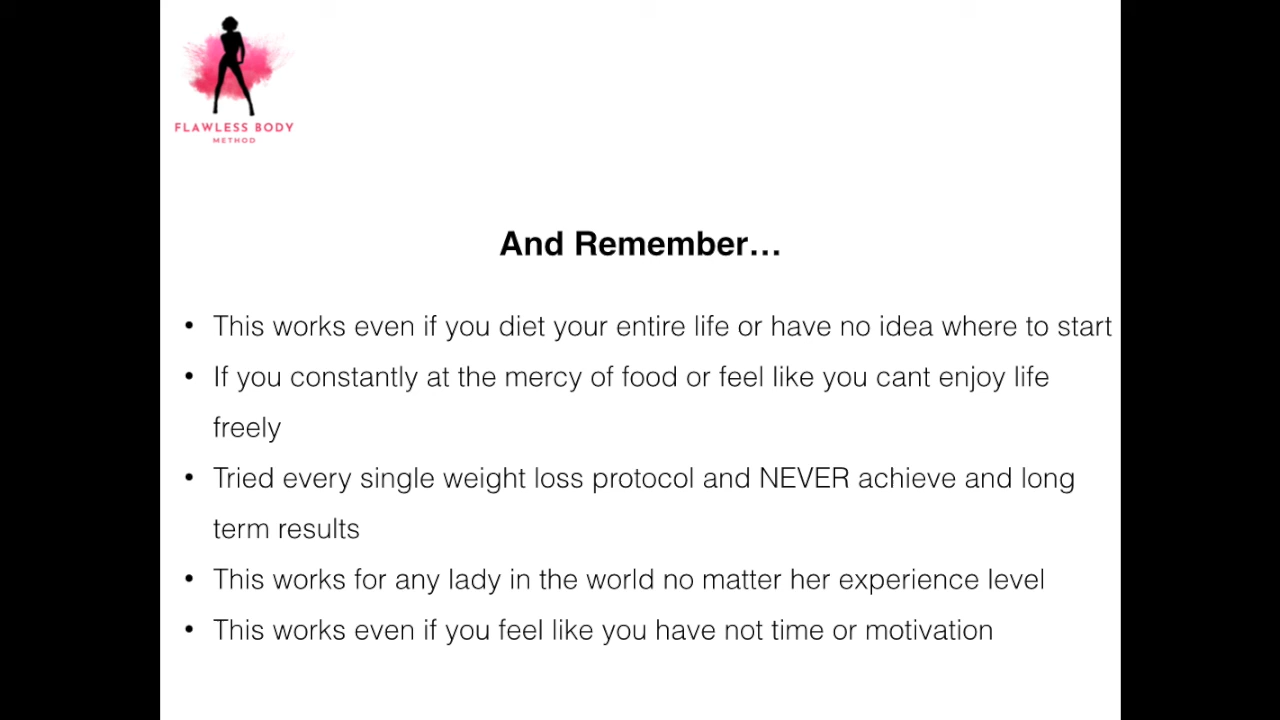 FLAWLESS BODY
METHOD
And Remember...
• This works even if you diet your entire life or have no idea where to start
• If you constantly at the mercy of food or feel like you cant enjoy life
freely
• Tried every single weight loss protocol and NEVER achieve and long
term results
• This works for any lady in the world no matter her experience level
• This works even if you feel like you have not time or motivation